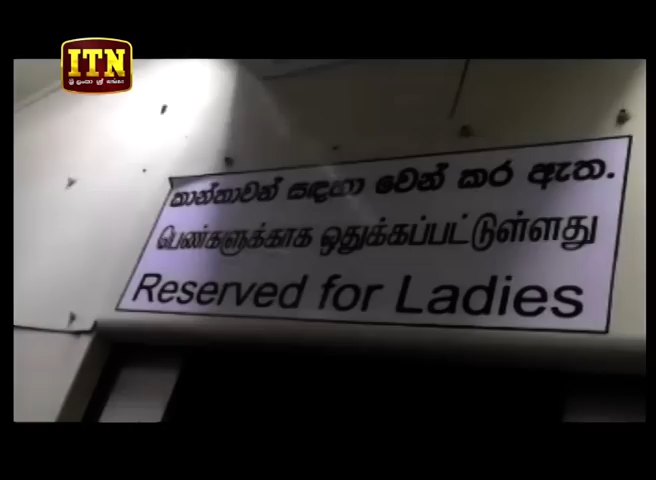 ITN
කාන්තාවන් සඳහා වෙන් කර ඇත.
பெண்களுக்காக ஒதுக்கப்பட்டுள்ளது
Reserved for Ladies